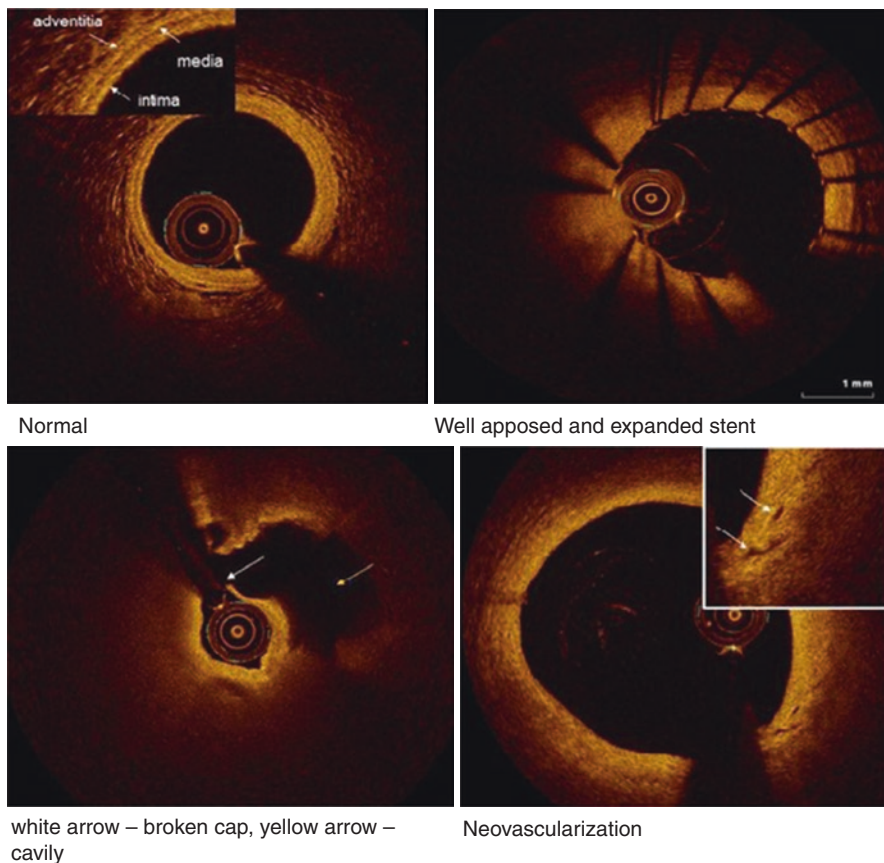 adventitia
media
intima
1 mm
Normal
Well apposed and expanded stent
white arrow – broken cap, yellow arrow –
cavily
Neovascularization